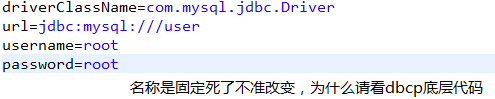 driverClassName=com.mysql.jdbc.Driver
url=jdbc:mysql:///user
username=root
password=root
名称是固定死了不准改变，为什么请看dbcp底层代码